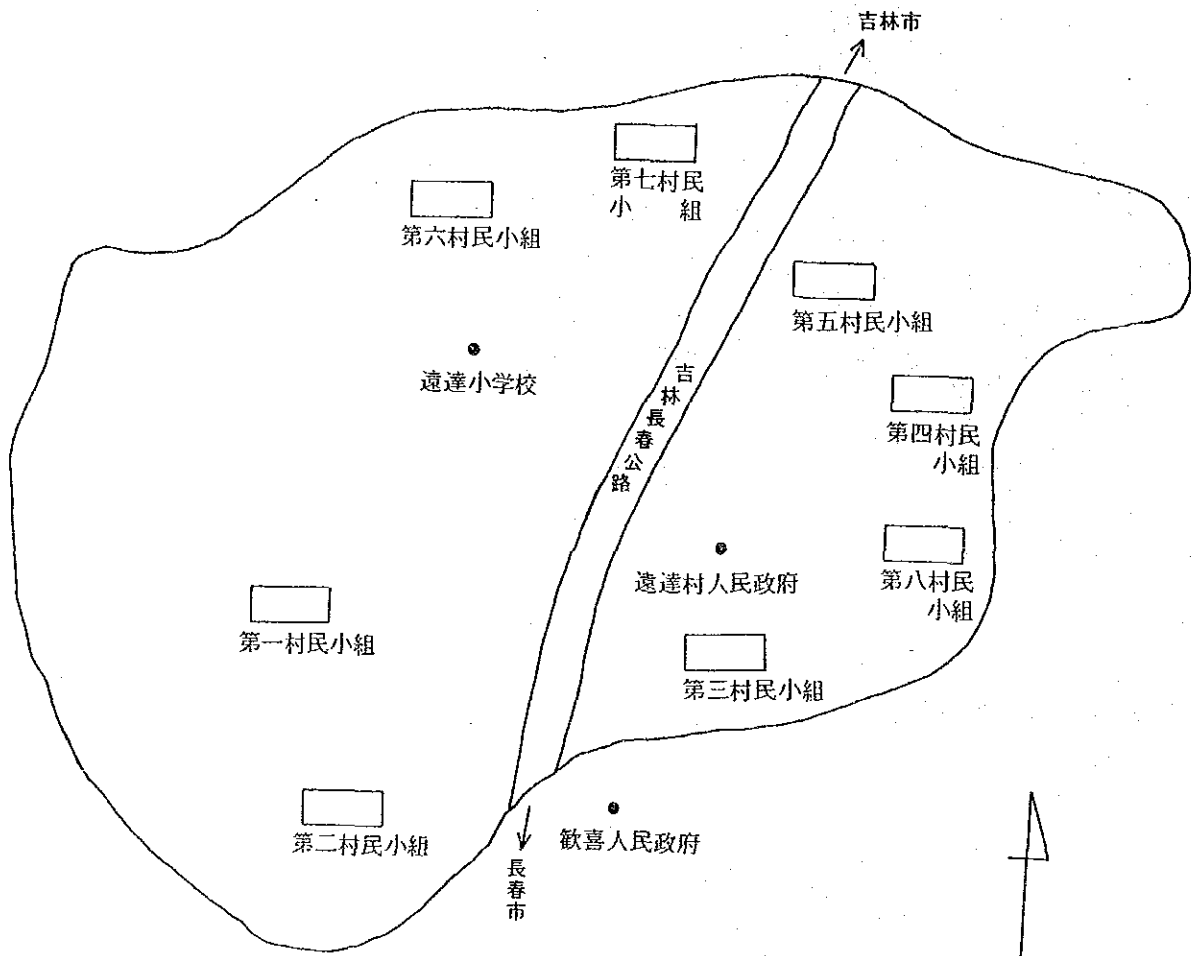 吉林市
第七村民
小組
第六村民小組
第五村民小組
遠達小学校
吉林長春公路
第四村民
小組
遠達村人民政府
第八村民
小組
第一村民小組
第三村民小組
第二村民小組
歓喜人民政府
長春市